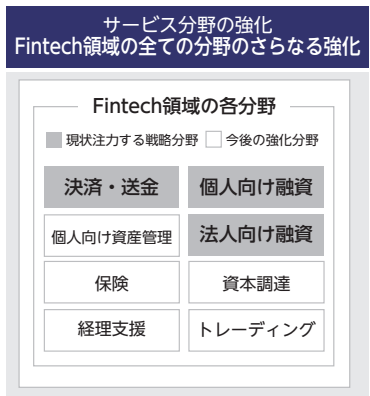 サービス分野の強化
Fintech領域の全ての分野のさらなる強化
Fintech領域の各分野
現状注力する戦略分野 今後の強化分野
決済・送金 個人向け融資
個人向け資産管理 法人向け融資
保険 資本調達
経理支援 トレーディング